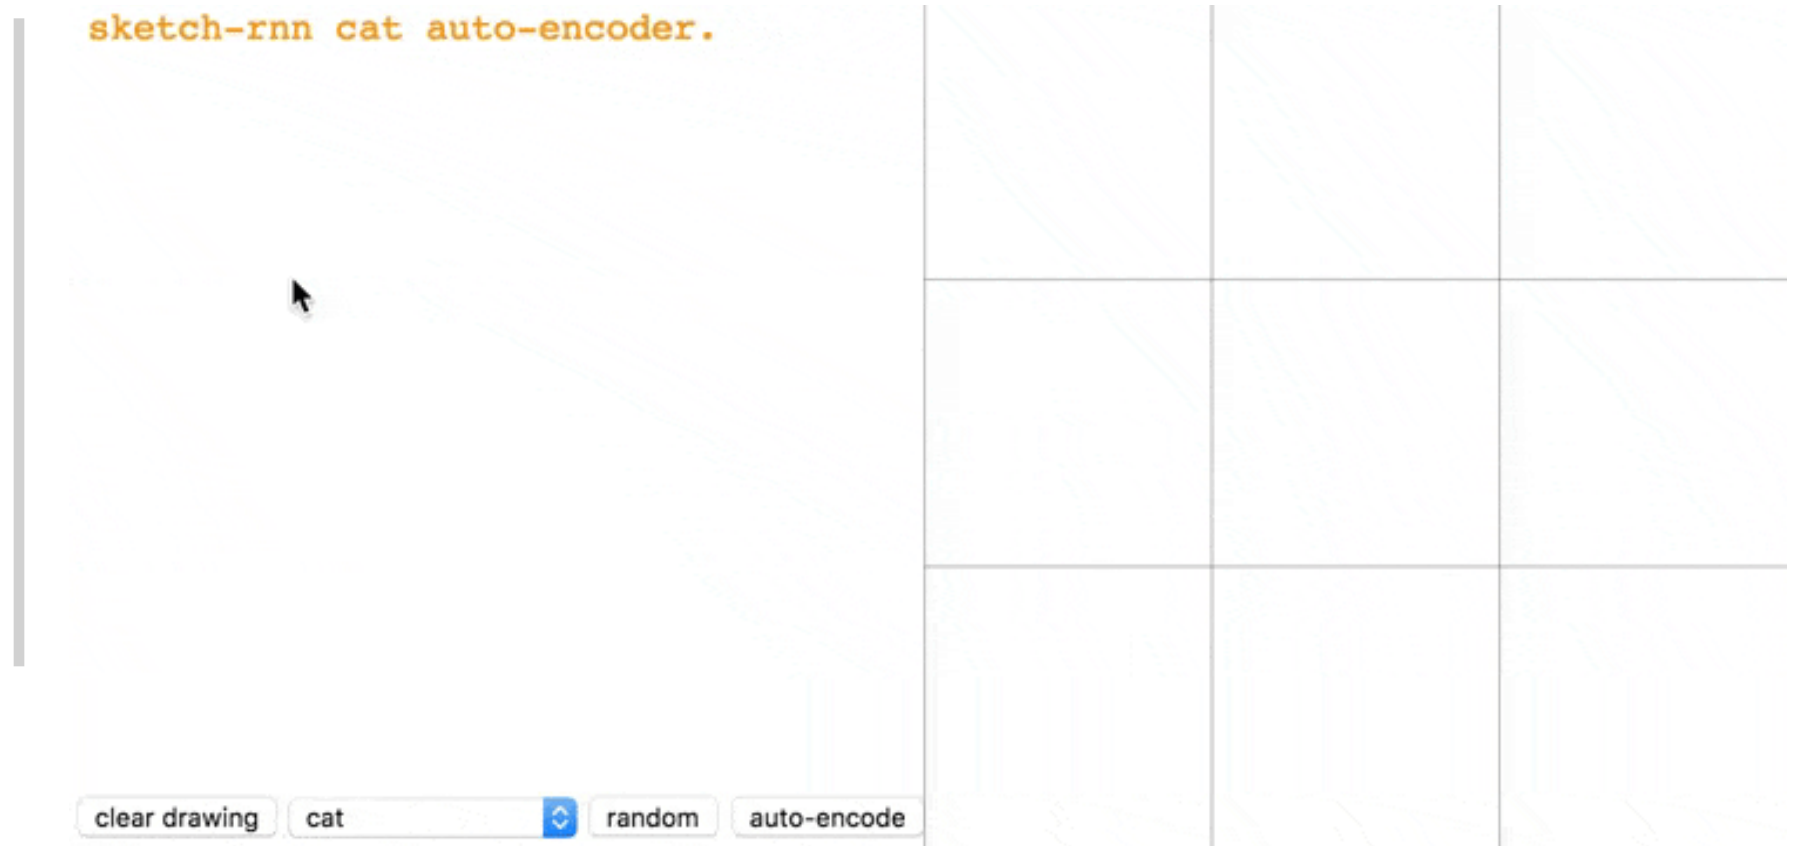 sketch-rnn cat auto-encoder.
clear drawing cat random auto-encode